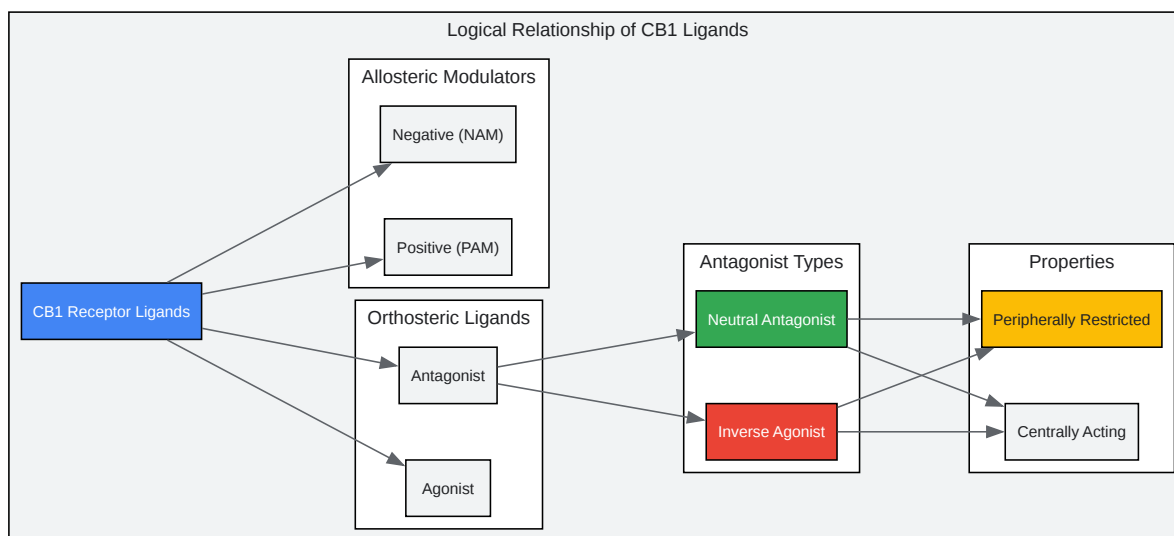 Logical Relationship of CB1 Ligands
Allosteric Modulators
Negative (NAM)
Positive (PAM)
CB1 Receptor Ligands
Orthosteric Ligands
Antagonist
Agonist
Antagonist Types
Neutral Antagonist
Inverse Agonist
Properties
Peripherally Restricted
Centrally Acting